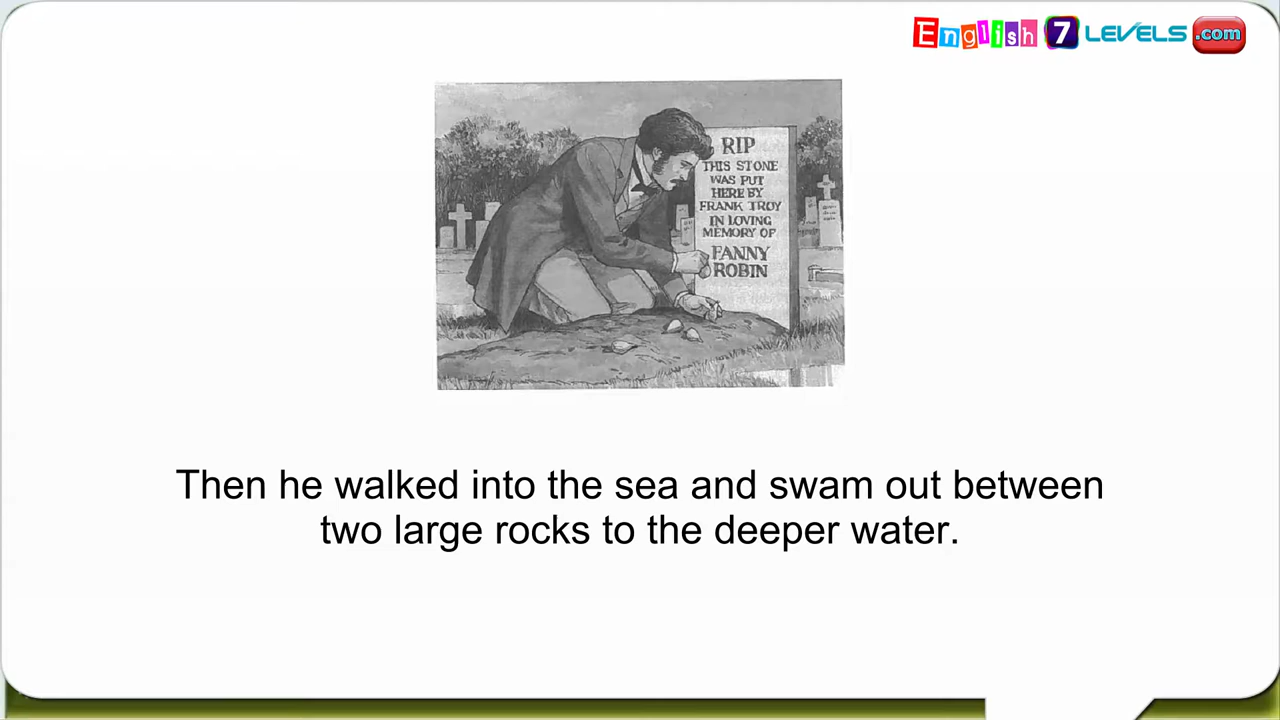 English 7 LEVELS .com
RIP
THIS STONE
WAS PUT
HERE BY
FRANK TROY
IN LOVING
MEMORY OF
FANNY
ROBIN
Then he walked into the sea and swam out between
two large rocks to the deeper water.